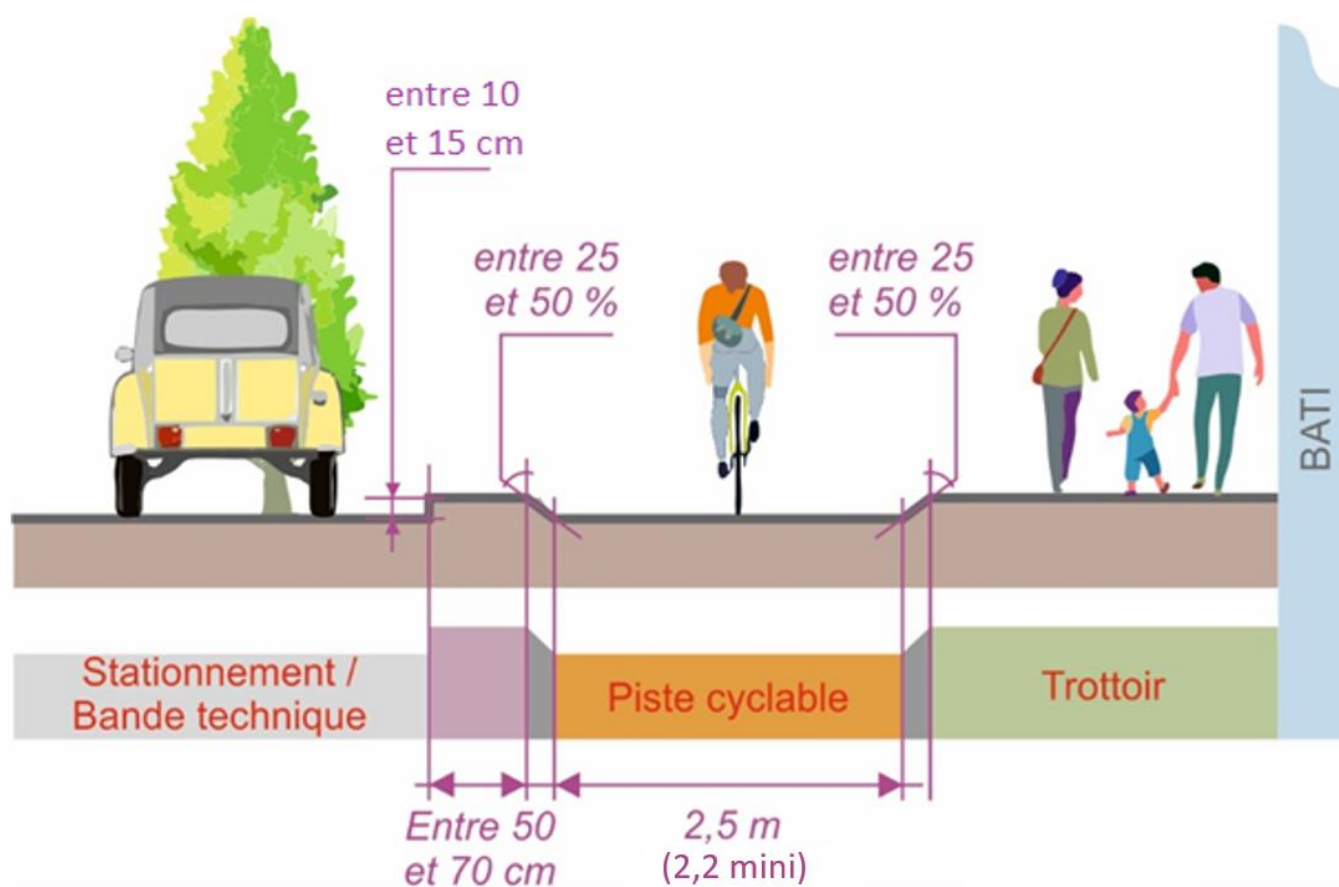 entre 10
et 15 cm
entre 25
et 50 %
entre 25
et 50 %
BATI
Stationnement /
Bande technique
Piste cyclable
Trottoir
Entre 50
et 70 cm
2,5 m
(2,2 mini)